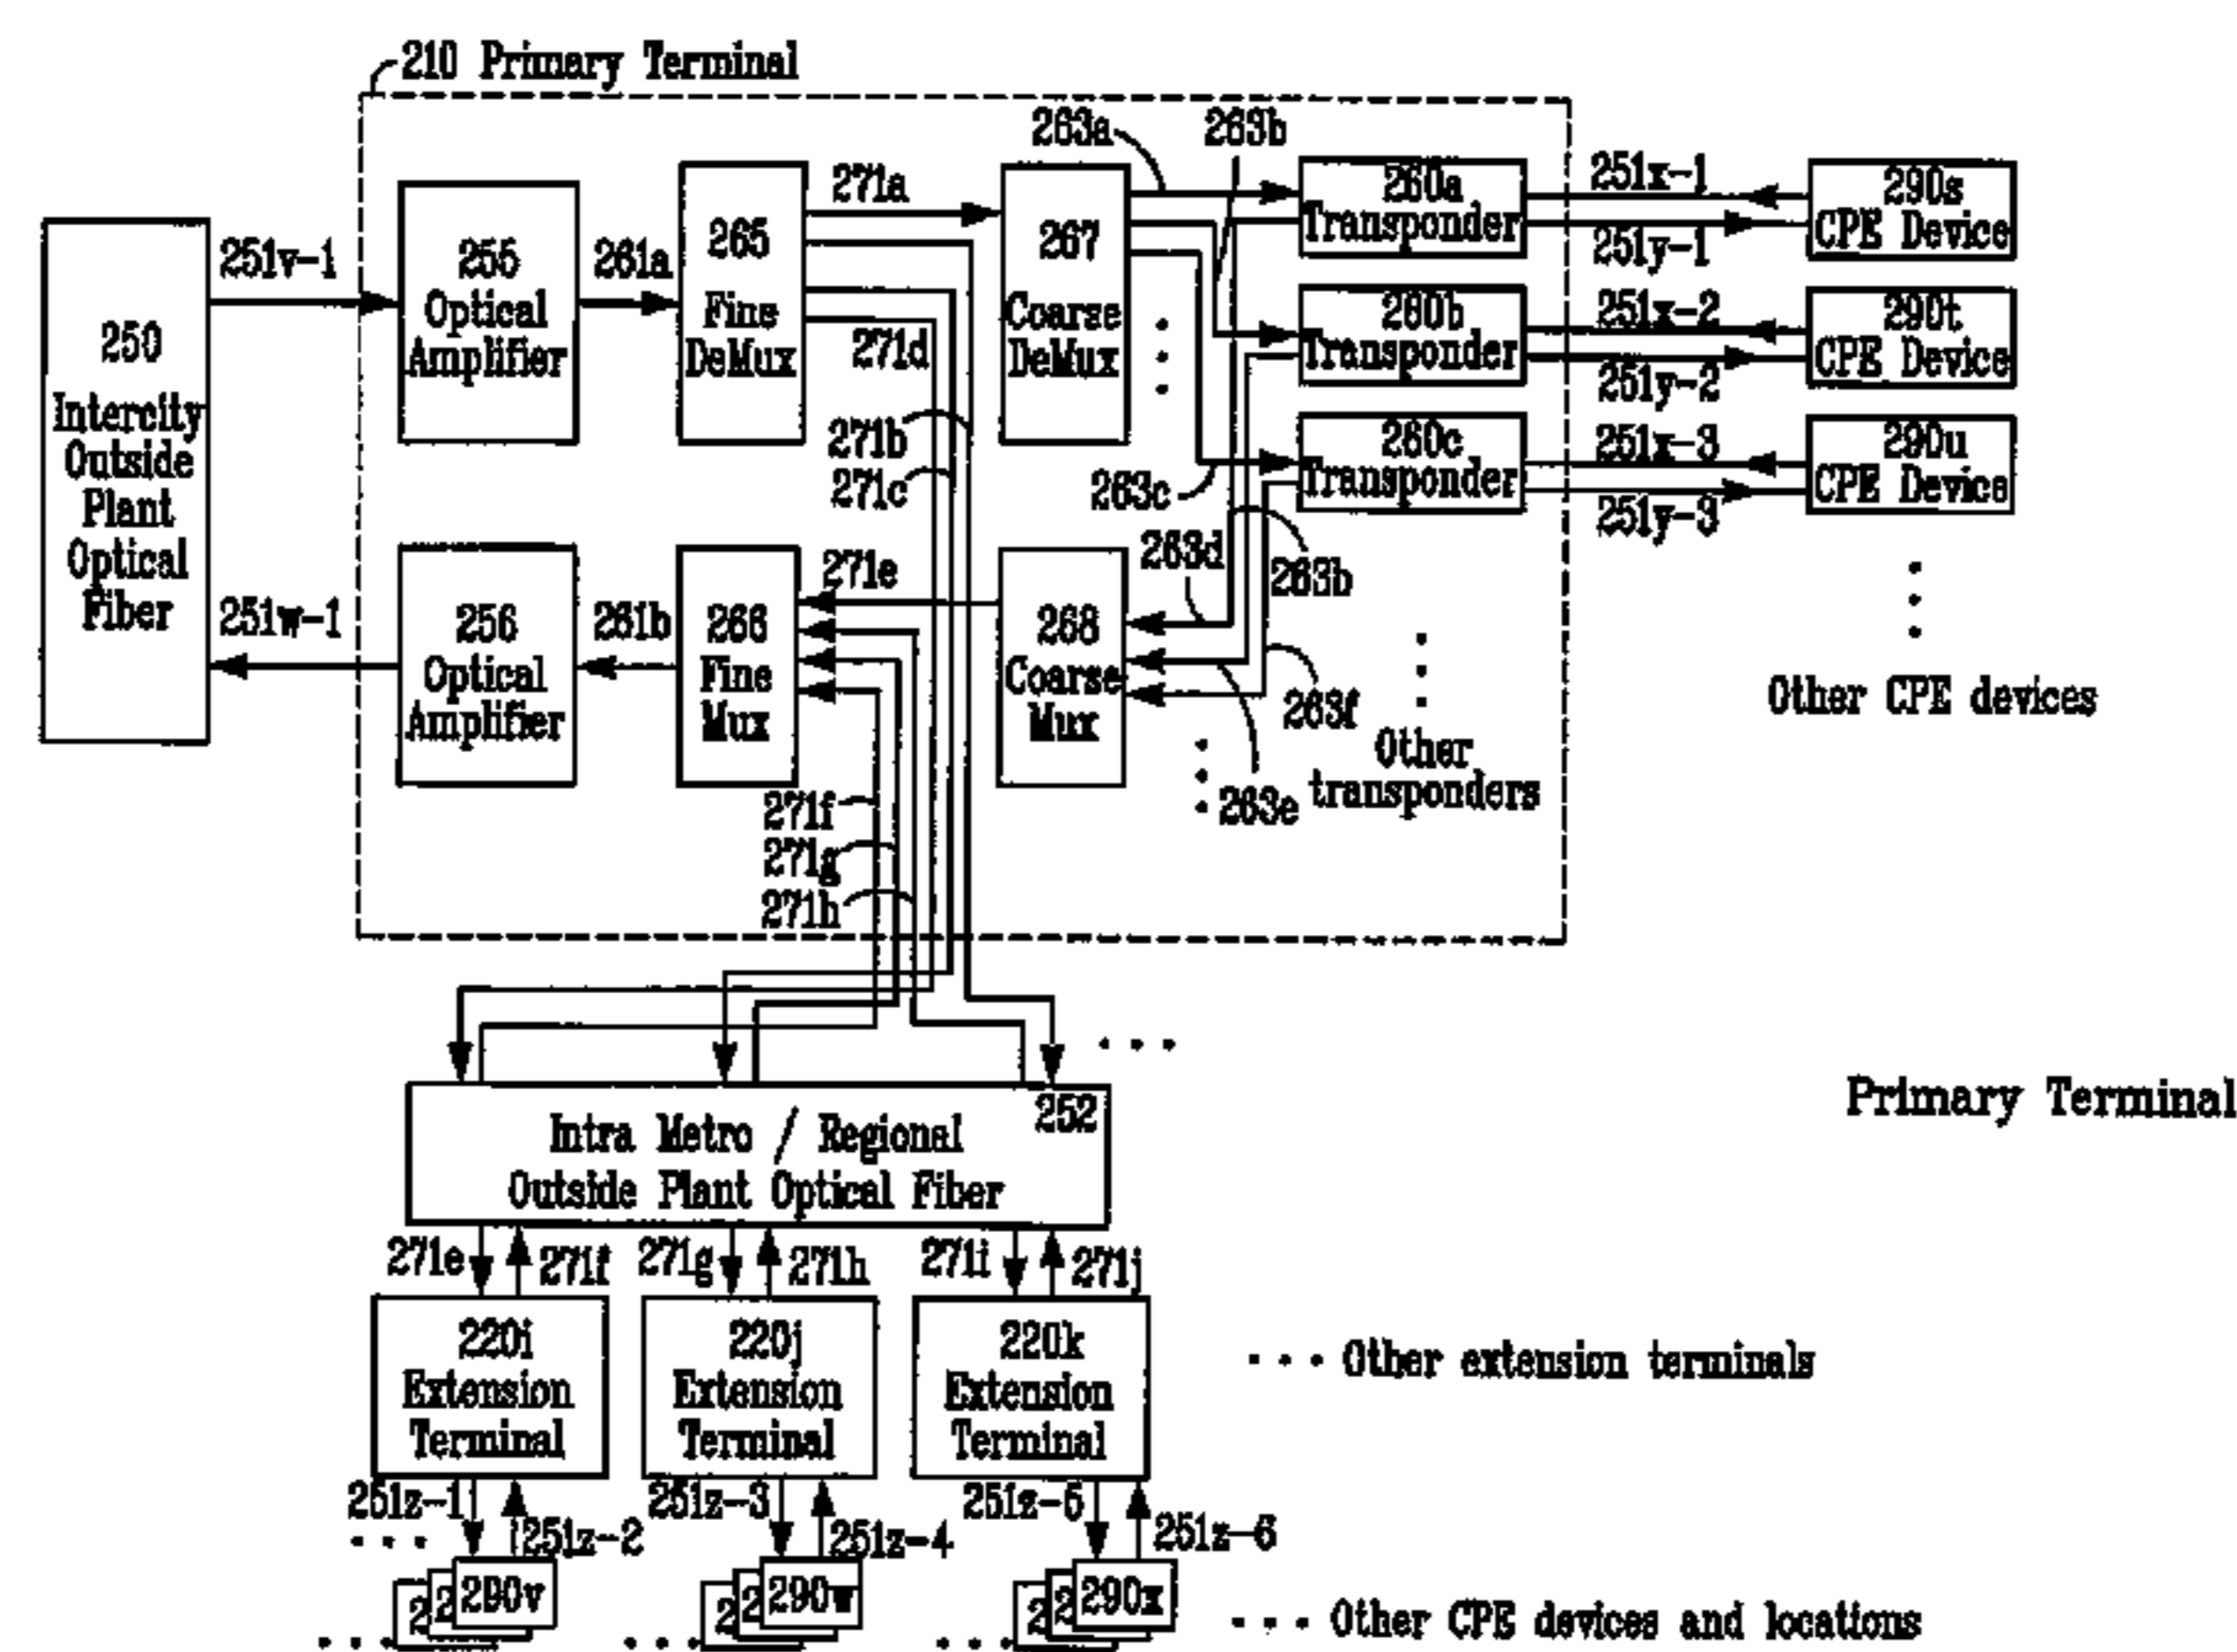 210 Primary Terminal
250
Intercity
Outside
Plant
Optical
Fiber
251v-1
251w-1
255
Optical
Amplifier
261a
265
Fine
DeMux
271a
271d
271b
271c
267
Coarse
DeMux
263a
263b
263c
260a
Transponder
260b
Transponder
260c
Transponder
251x-1
251y-1
251x-2
251y-2
251x-3
251y-3
290s
CPE Device
290t
CPE Device
290u
CPE Device
Other CPE devices
256
Optical
Amplifier
261b
266
Fine
Mux
271e
268
Coarse
Mux
263d
263b
263f
263e
Other
transponders
271f
271g
271h
252
Intra Metro / Regional
Outside Plant Optical Fiber
Primary Terminal
271e
271f
271g
271h
271i
271j
220i
Extension
Terminal
220j
Extension
Terminal
220k
Extension
Terminal
Other extension terminals
251z-1
251z-2
251z-3
251z-4
251z-5
251z-6
2 2 290v
2 2 290w
2 2 290x
Other CPE devices and locations